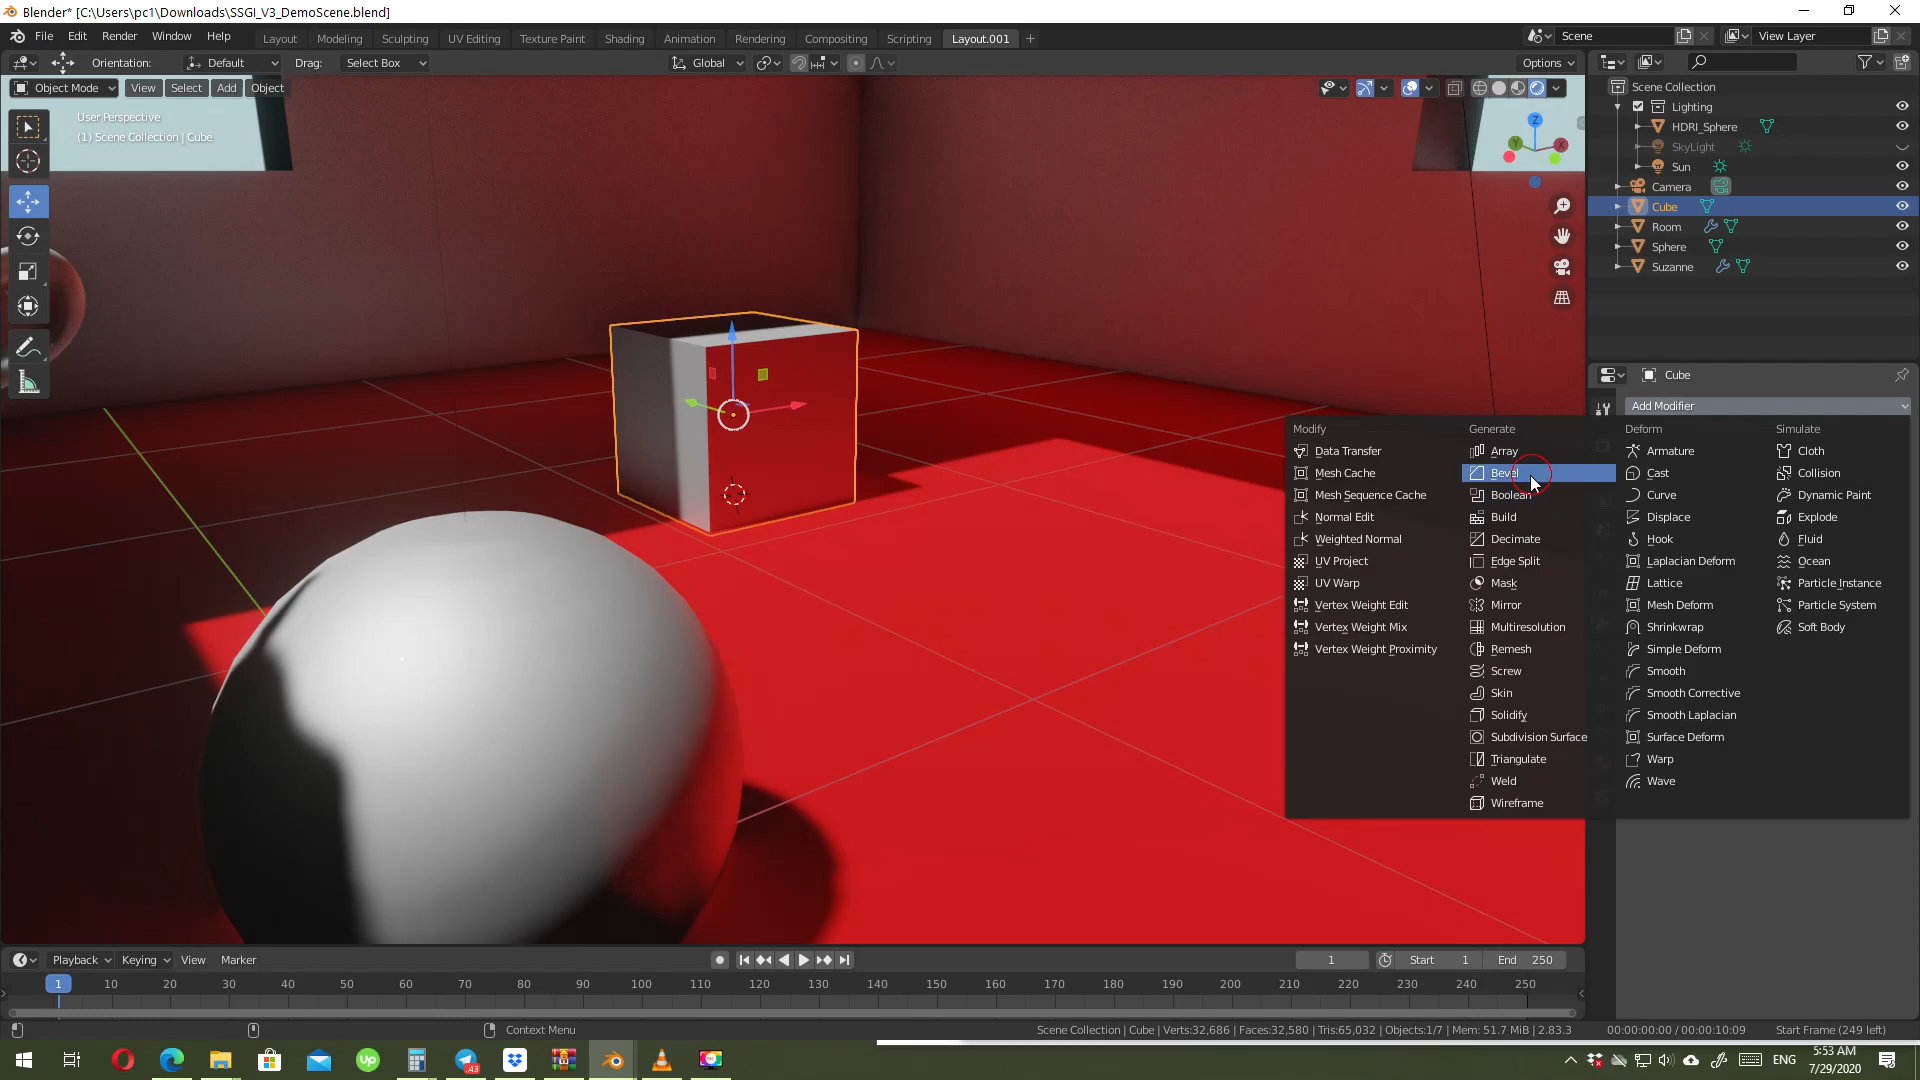 Blender* [C:\Users\pc1\Downloads\SSGI_V3_DemoScene.blend]
File Edit Render Window Help
Layout Modeling Sculpting UV Editing Texture Paint Shading Animation Rendering Compositing Scripting Layout.001 +
Scene
View Layer
Orientation: Default Drag: Select Box
Global
Options
Object Mode View Select Add Object
User Perspective
(1) Scene Collection | Cube
Z
Y
X
Scene Collection
Lighting
HDRI_Sphere
SkyLight
Sun
Camera
Cube
Room
Sphere
Suzanne
Cube
Add Modifier
Modify
Data Transfer
Mesh Cache
Mesh Sequence Cache
Normal Edit
Weighted Normal
UV Project
UV Warp
Vertex Weight Edit
Vertex Weight Mix
Vertex Weight Proximity
Generate
Array
Bevel
Boolean
Build
Decimate
Edge Split
Mask
Mirror
Multiresolution
Remesh
Screw
Skin
Solidify
Subdivision Surface
Triangulate
Weld
Wireframe
Deform
Armature
Cast
Curve
Displace
Hook
Laplacian Deform
Lattice
Mesh Deform
Shrinkwrap
Simple Deform
Smooth
Smooth Corrective
Smooth Laplacian
Surface Deform
Warp
Wave
Simulate
Cloth
Collision
Dynamic Paint
Explode
Fluid
Ocean
Particle Instance
Particle System
Soft Body
Playback Keying View Marker
1 Start 1 End 250
1 10 20 30 40 50 60 70 80 90 100 110 120 130 140 150 160 170 180 190 200 210 220 230 240 250
Context Menu
Scene Collection | Cube | Verts:32,686 | Faces:32,580 | Tris:65,032 | Objects:1/7 | Mem: 51.7 MiB | 2.83.3
00:00:00:00 / 00:00:10:09
Start Frame (249 left)
Up
.43
ENG
5:53 AM
7/29/2020